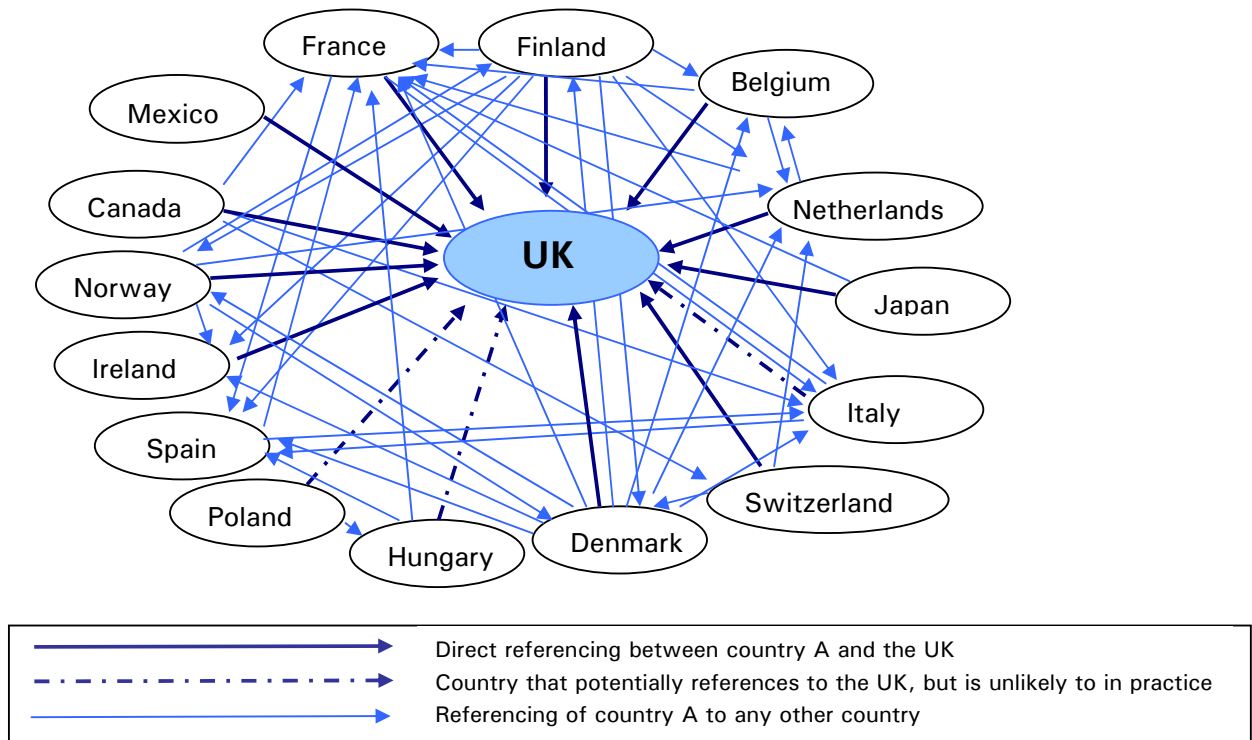 France
Finland
Belgium
Mexico
Canada
Netherlands
UK
Norway
Japan
Ireland
Italy
Spain
Switzerland
Poland
Denmark
Hungary
Direct referencing between country A and the UK
Country that potentially references to the UK, but is unlikely to in practice
Referencing of country A to any other country